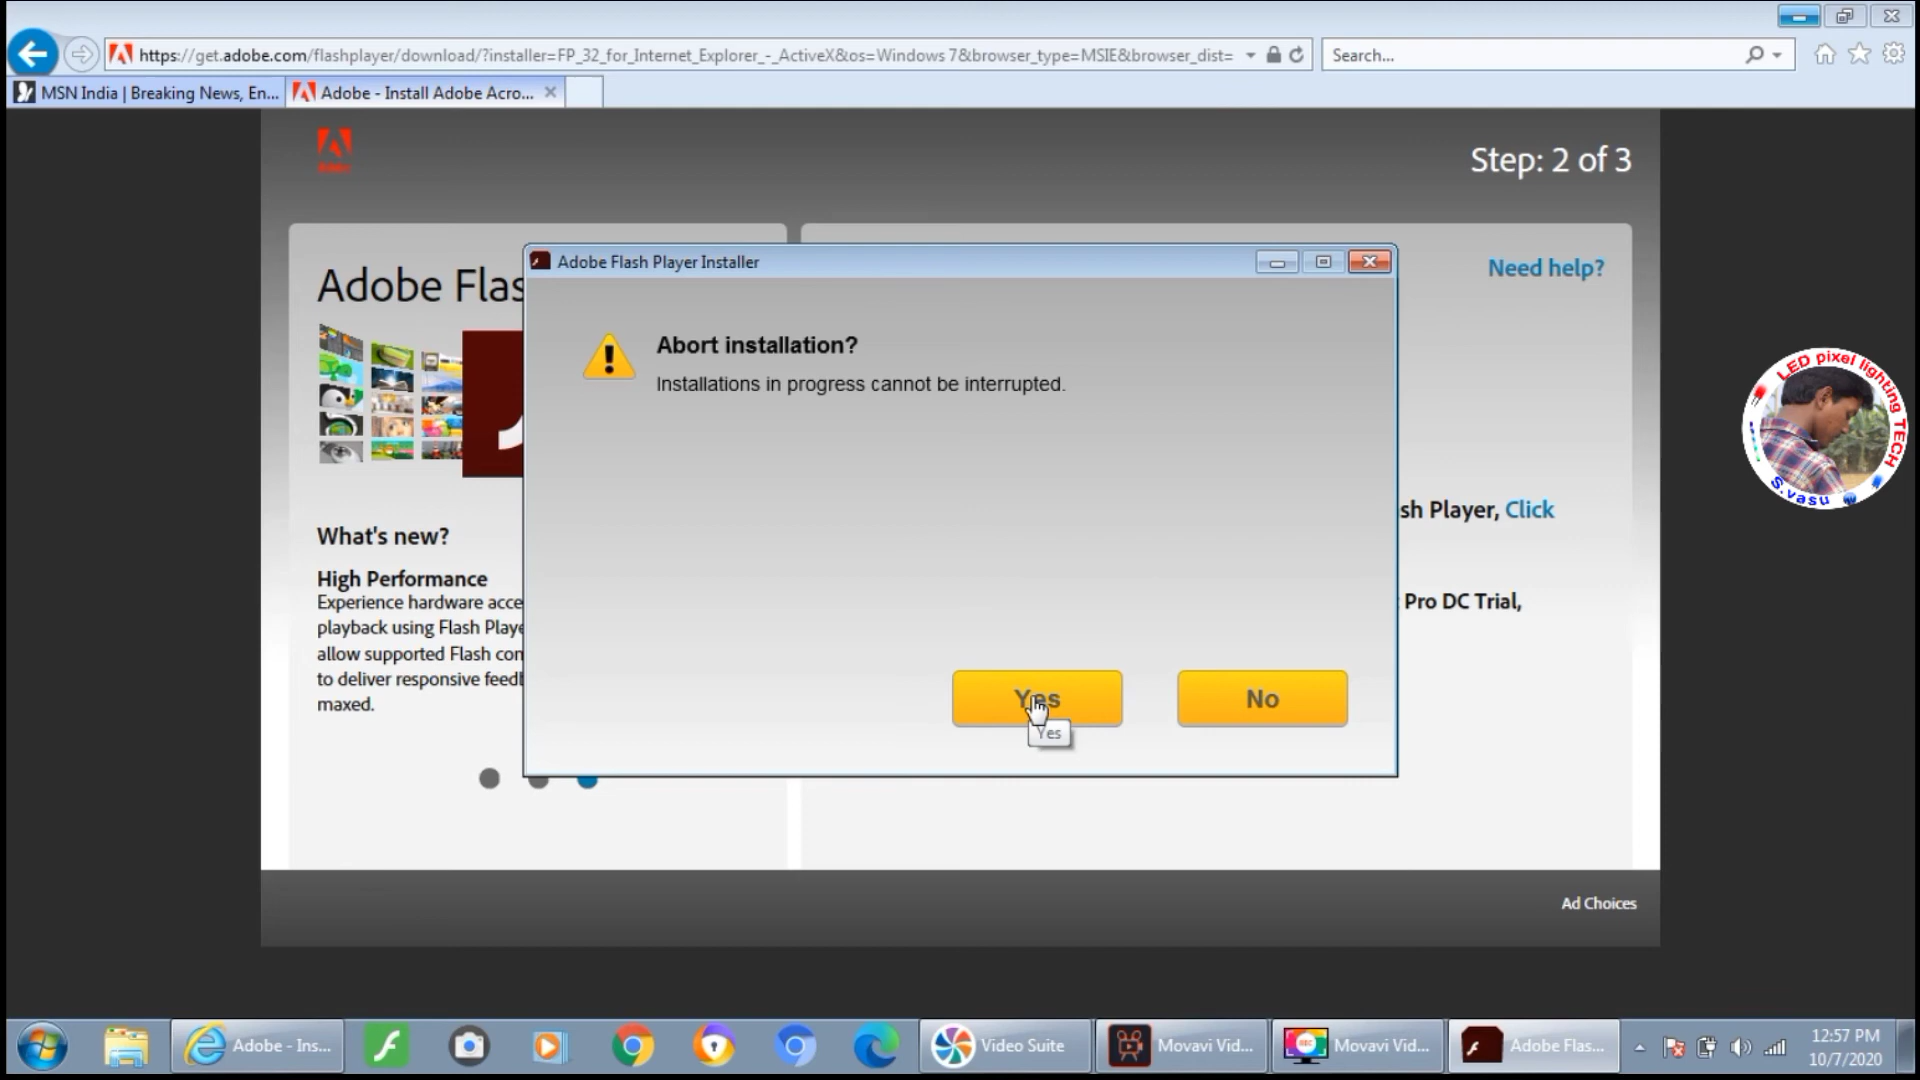 https://get.adobe.com/flashplayer/download/?installer=FP_32_for_Internet_Explorer_-_ActiveX&os=Windows 7&browser_type=MSIE&browser_dist=
Search...
MSN India | Breaking News, En...
Adobe - Install Adobe Acro...
Step: 2 of 3
Adobe Flas
Need help?
Adobe Flash Player Installer
Abort installation?
Installations in progress cannot be interrupted.
LED pixel lighting TECH
S.vasu
sh Player, Click
What's new?
High Performance
Experience hardware acce
playback using Flash Playe
allow supported Flash con
to deliver responsive feedb
maxed.
Pro DC Trial,
Yes
No
Yes
Ad Choices
Adobe - Ins...
Video Suite
Movavi Vid...
REC
Movavi Vid...
Adobe Flas...
12:57 PM
10/7/2020